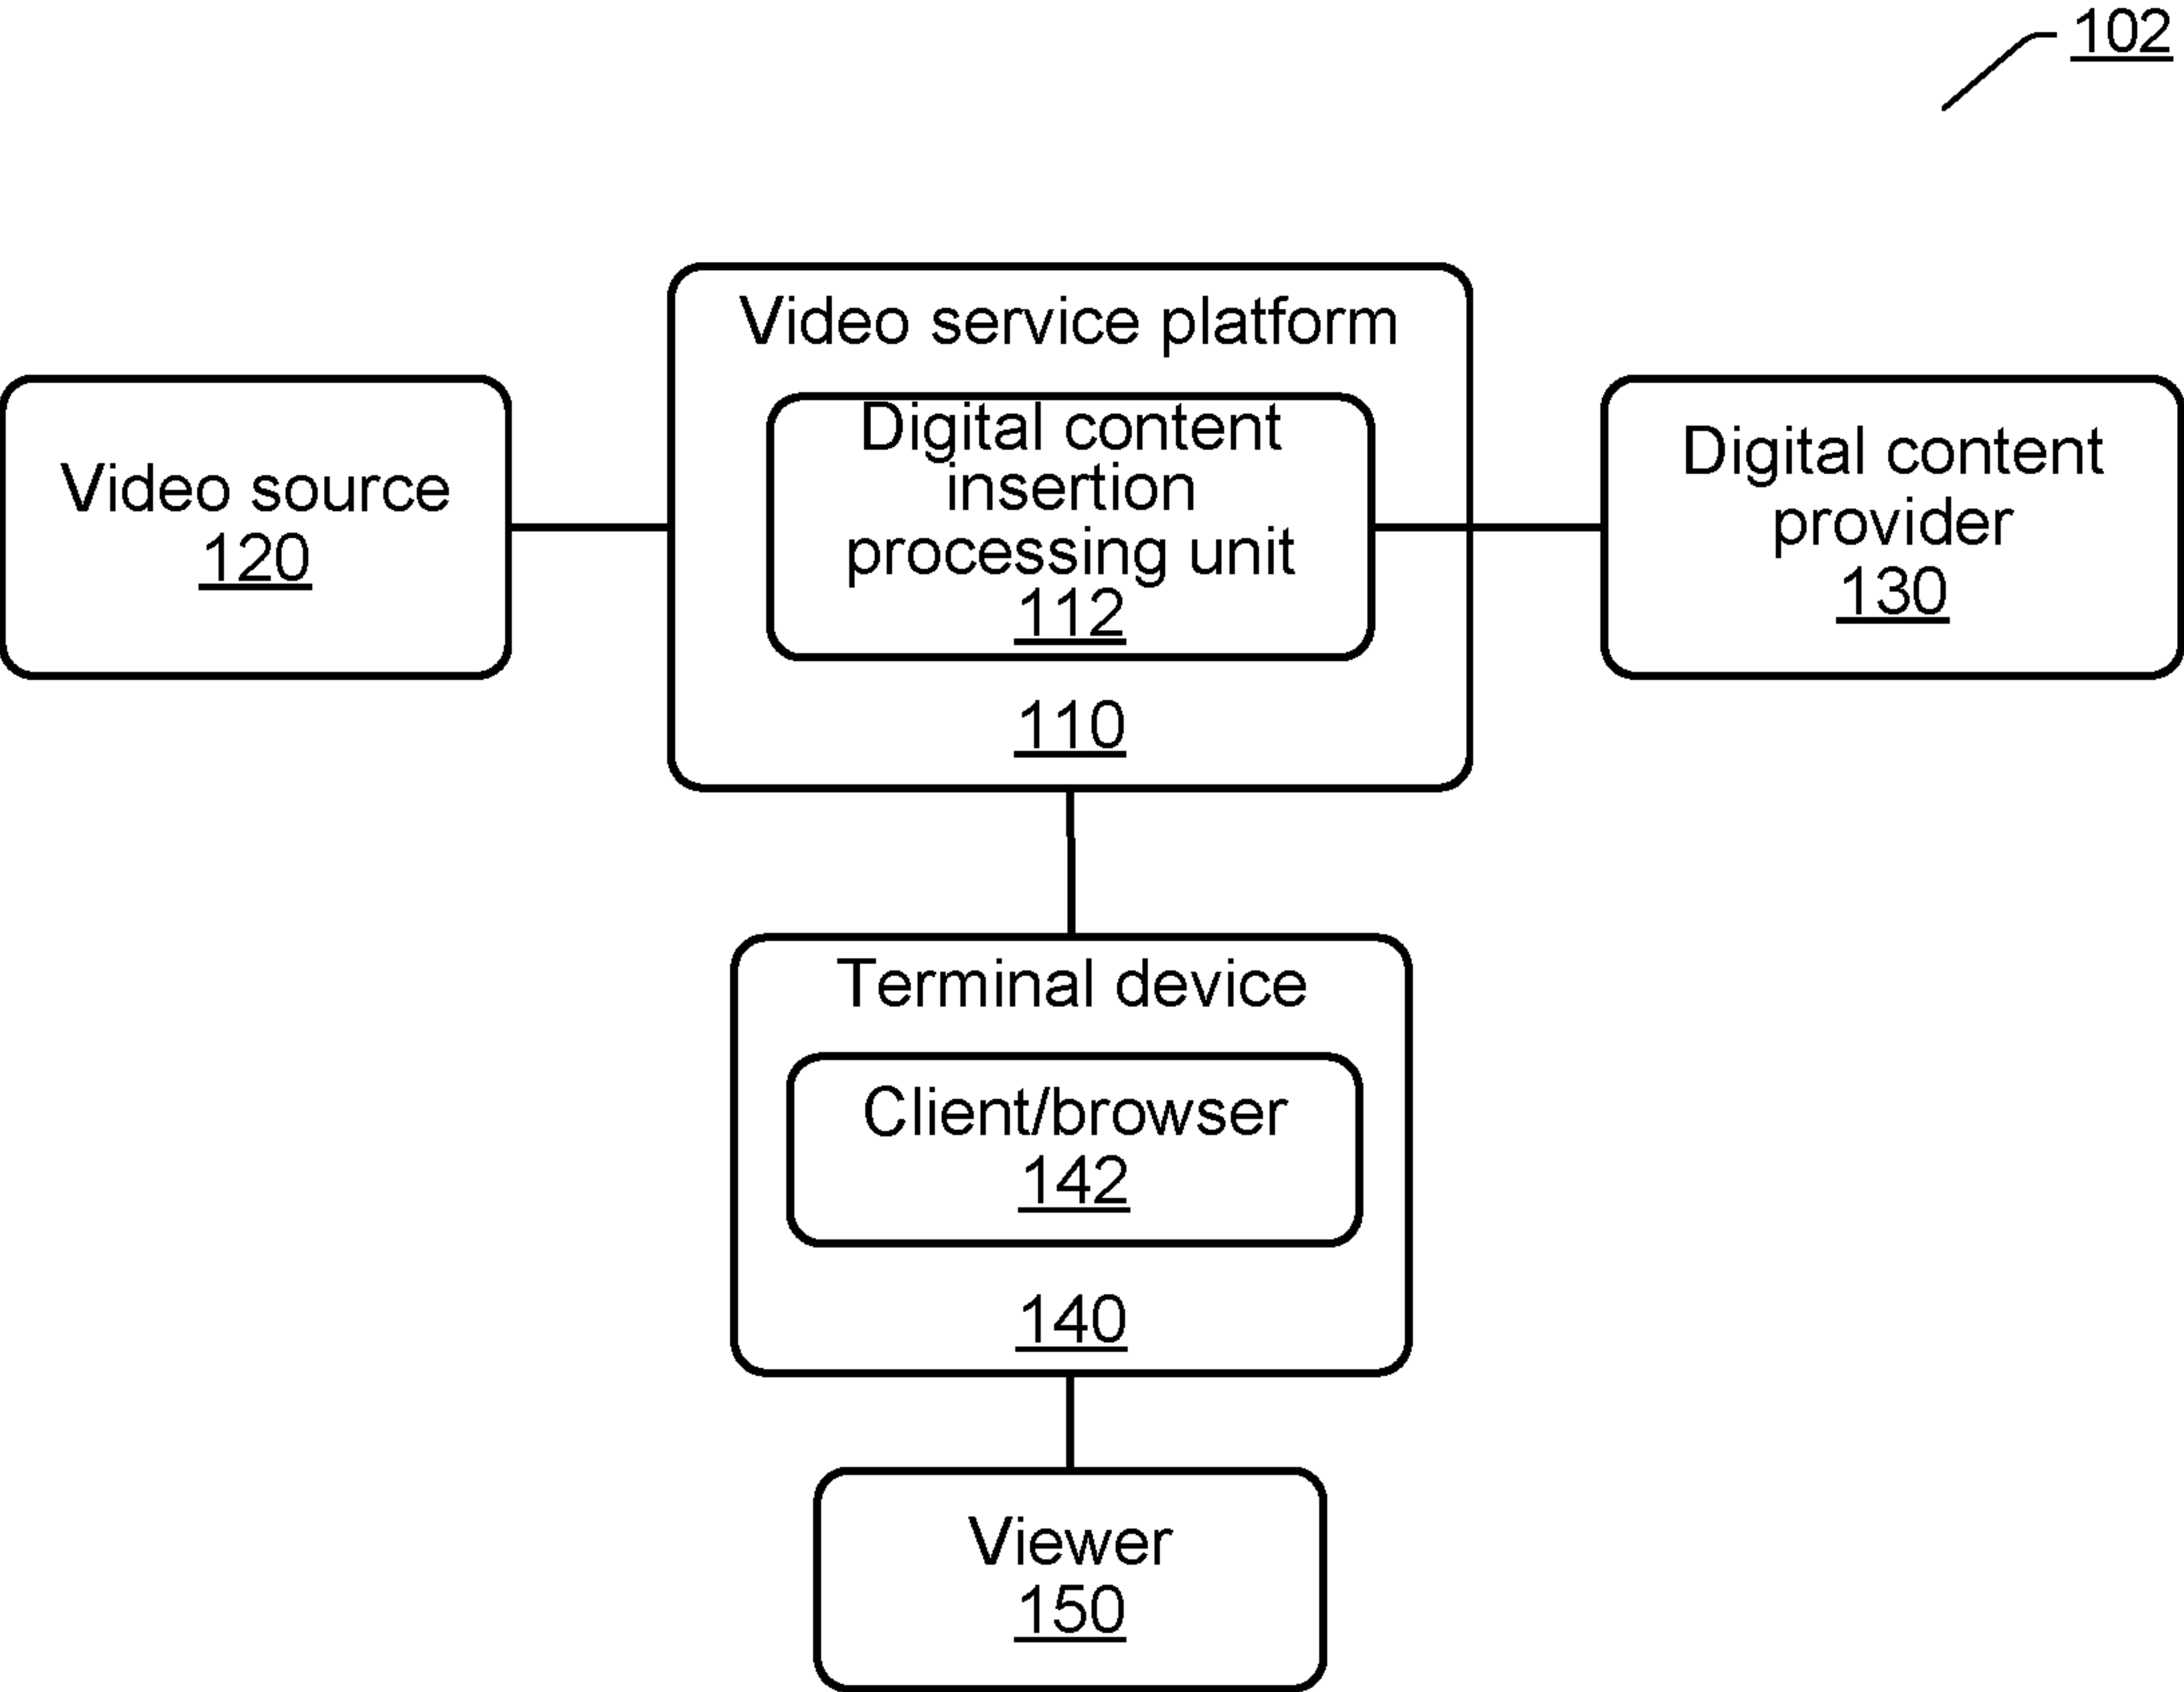 102
Video service platform
Digital content
insertion
processing unit
112
110
Video source
120
Digital content
provider
130
Terminal device
Client/browser
142
140
Viewer
150